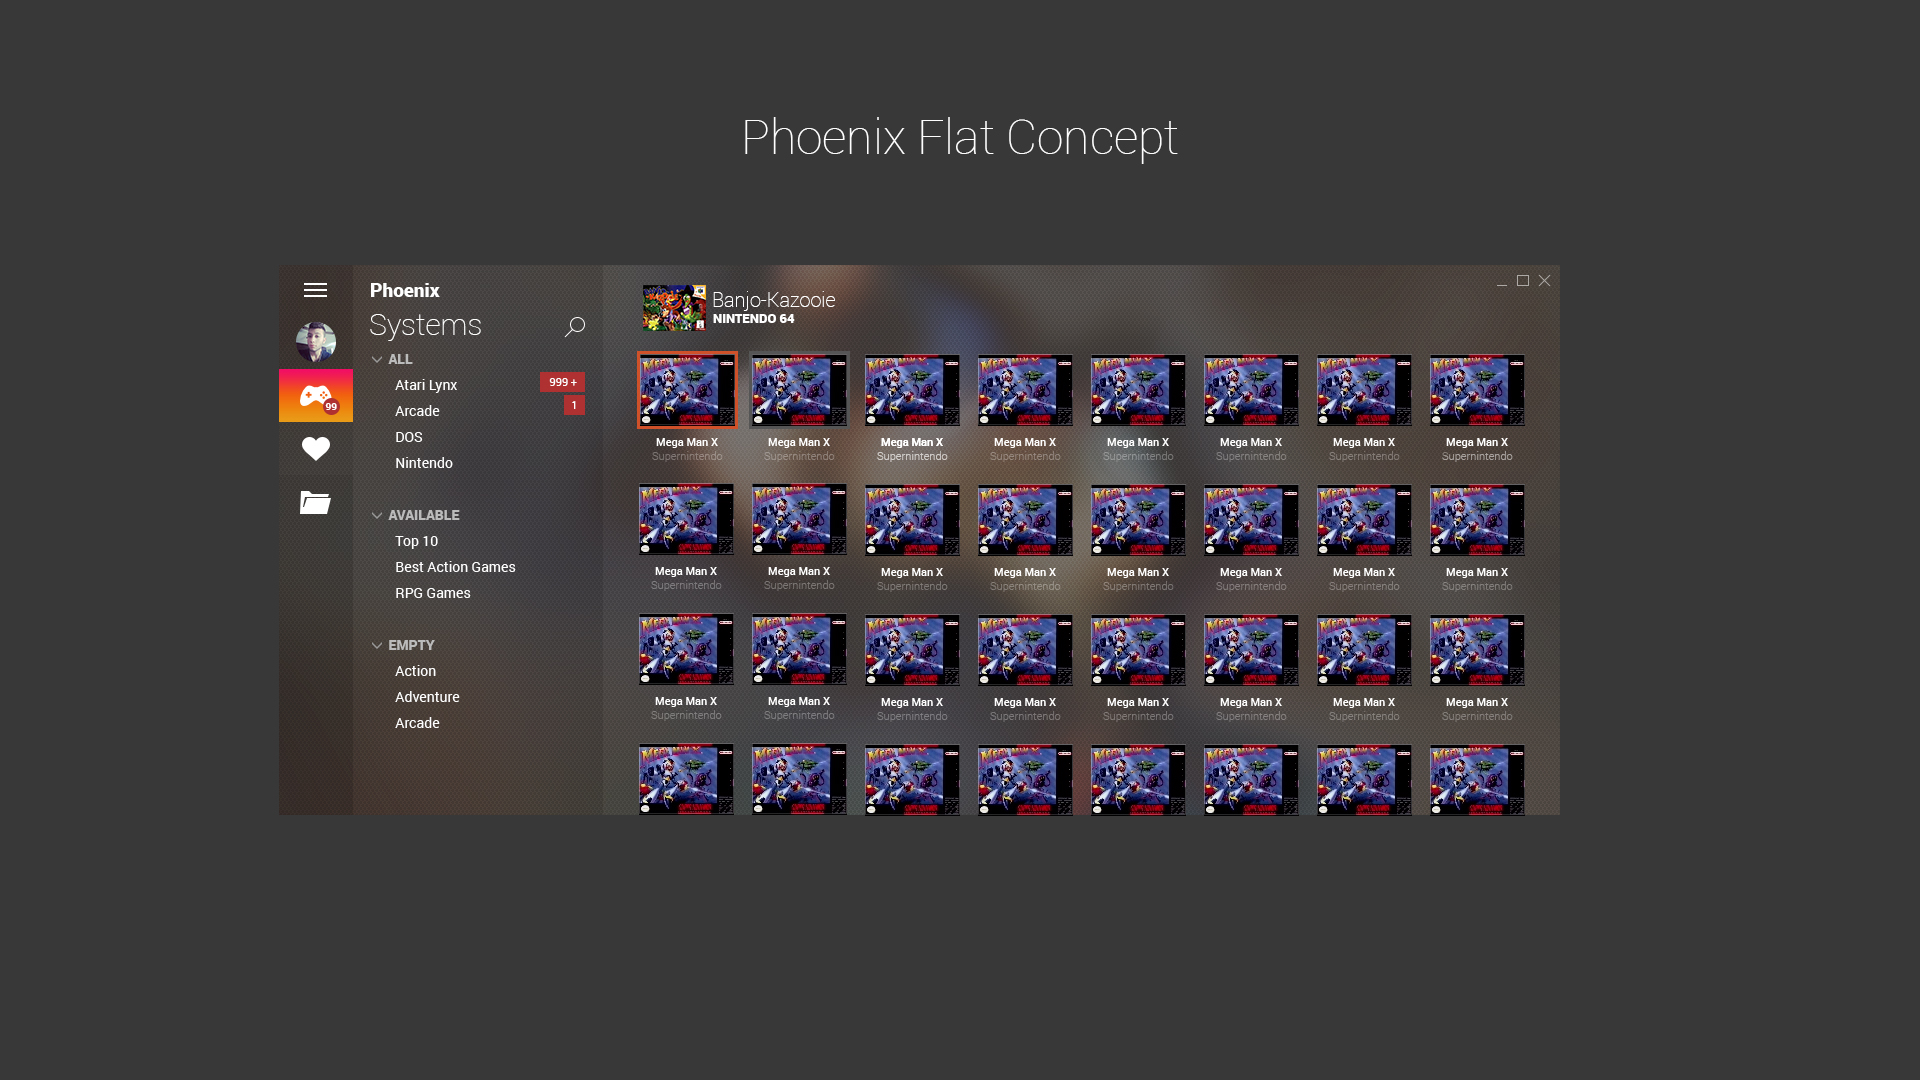 Phoenix Flat Concept
Phoenix
Systems
99
ALL
Atari Lynx
999 +
Arcade
1
DOS
Nintendo
AVAILABLE
Top 10
Best Action Games
RPG Games
EMPTY
Action
Adventure
Arcade
Banjo-Kazooie
NINTENDO 64
Mega Man X Mega Man X Mega Man X Mega Man X Mega Man X Mega Man X Mega Man X Mega Man X
Supernintendo Supernintendo Supernintendo Supernintendo Supernintendo Supernintendo Supernintendo Supernintendo
Mega Man X Mega Man X Mega Man X Mega Man X Mega Man X Mega Man X Mega Man X Mega Man X
Supernintendo Supernintendo Supernintendo Supernintendo Supernintendo Supernintendo Supernintendo Supernintendo
Mega Man X Mega Man X Mega Man X Mega Man X Mega Man X Mega Man X Mega Man X Mega Man X
Supernintendo Supernintendo Supernintendo Supernintendo Supernintendo Supernintendo Supernintendo Supernintendo